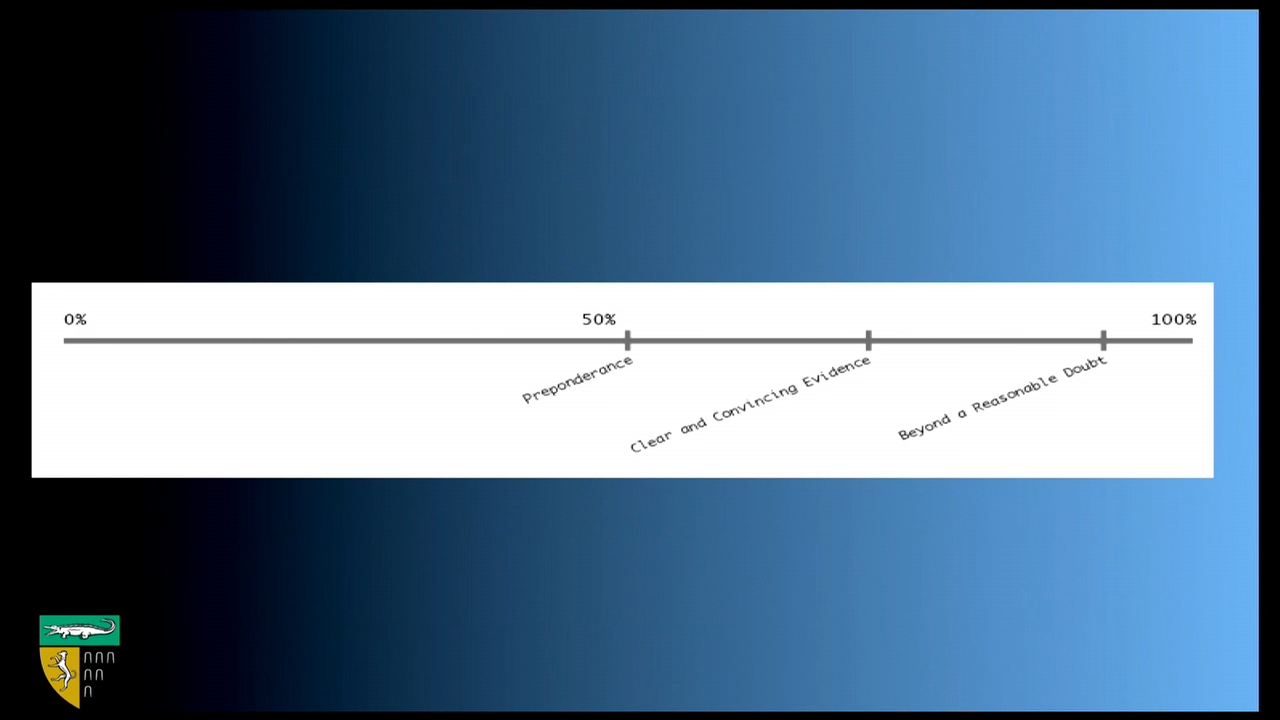 0% 50% 100%
Preponderance
Clear and Convincing Evidence
Beyond a Reasonable Doubt